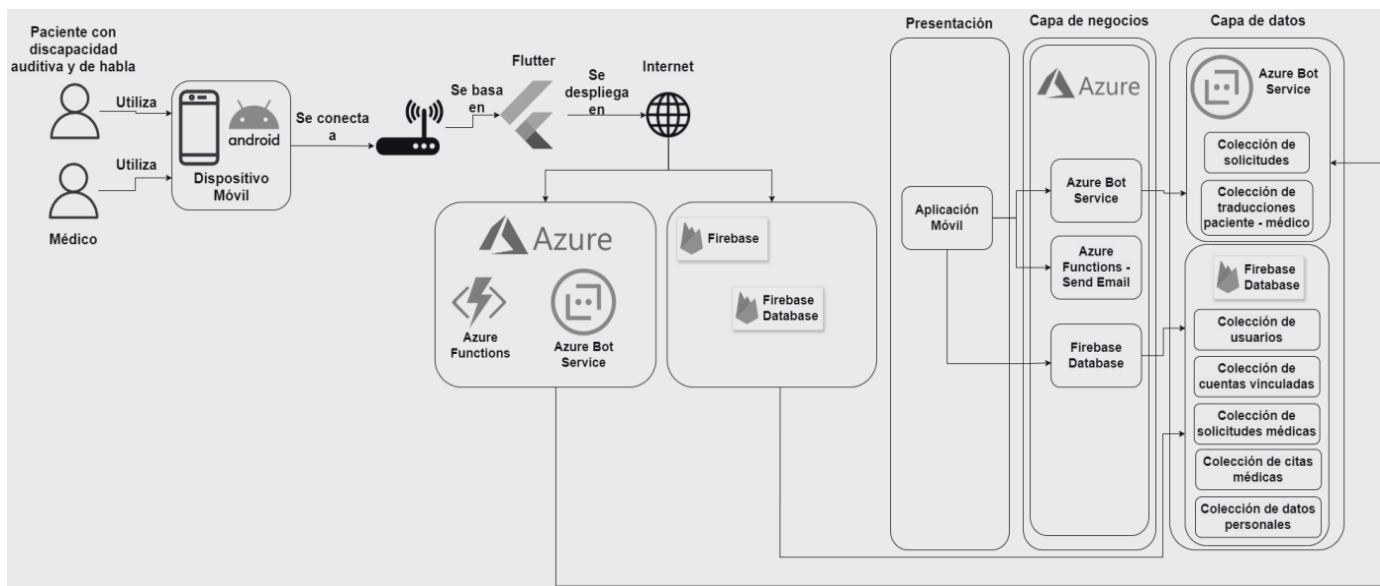 Paciente con
discapacidad
auditiva y de habla
Utiliza
Utiliza
Médico
android
Dispositivo
Móvil
Se conecta
a
Se basa
en
Flutter
Se
despliega
en
Internet
Azure
Azure
Functions
Azure Bot
Service
Firebase
Firebase
Database
Presentación
Aplicación
Móvil
Capa de negocios
Azure
Azure Bot
Service
Azure
Functions -
Send Email
Firebase
Database
Capa de datos
Azure Bot
Service
Colección de
solicitudes
Colección de
traducciones
paciente - médico
Firebase
Database
Colección de
usuarios
Colección de
cuentas vinculadas
Colección de
solicitudes médicas
Colección de citas
médicas
Colección de datos
personales